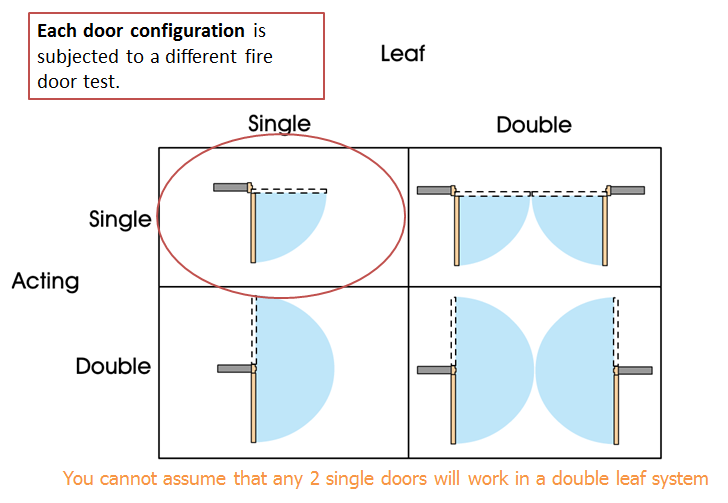 Each door configuration is
subjected to a different fire
door test.
Leaf
Single
Double
Single
Acting
Double
You cannot assume that any 2 single doors will work in a double leaf system